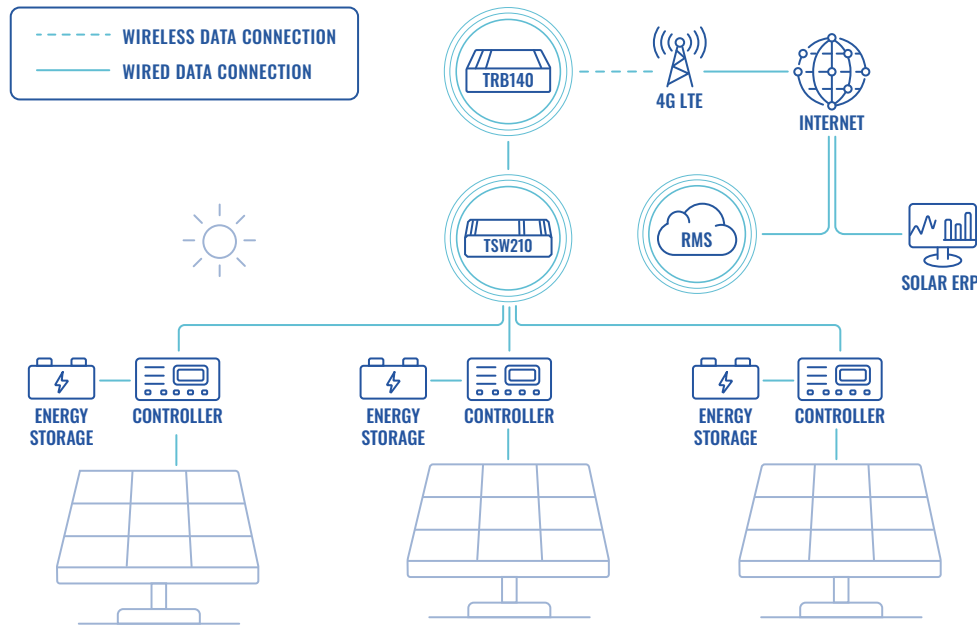 WIRELESS DATA CONNECTION
WIRED DATA CONNECTION
TRB140
4G LTE
INTERNET
TSW210
RMS
SOLAR ERP
ENERGY
STORAGE
CONTROLLER
ENERGY
STORAGE
CONTROLLER
ENERGY
STORAGE
CONTROLLER